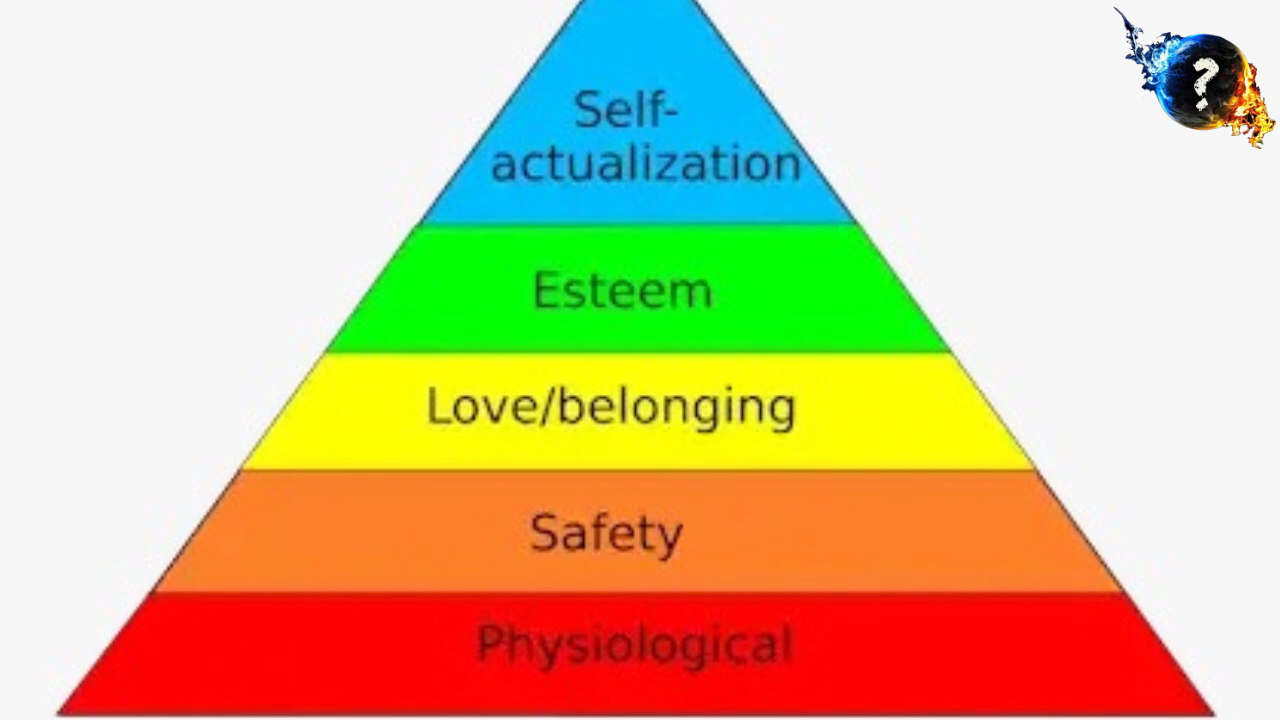 ?
Self-
actualization
Esteem
Love/belonging
Safety
Physiological